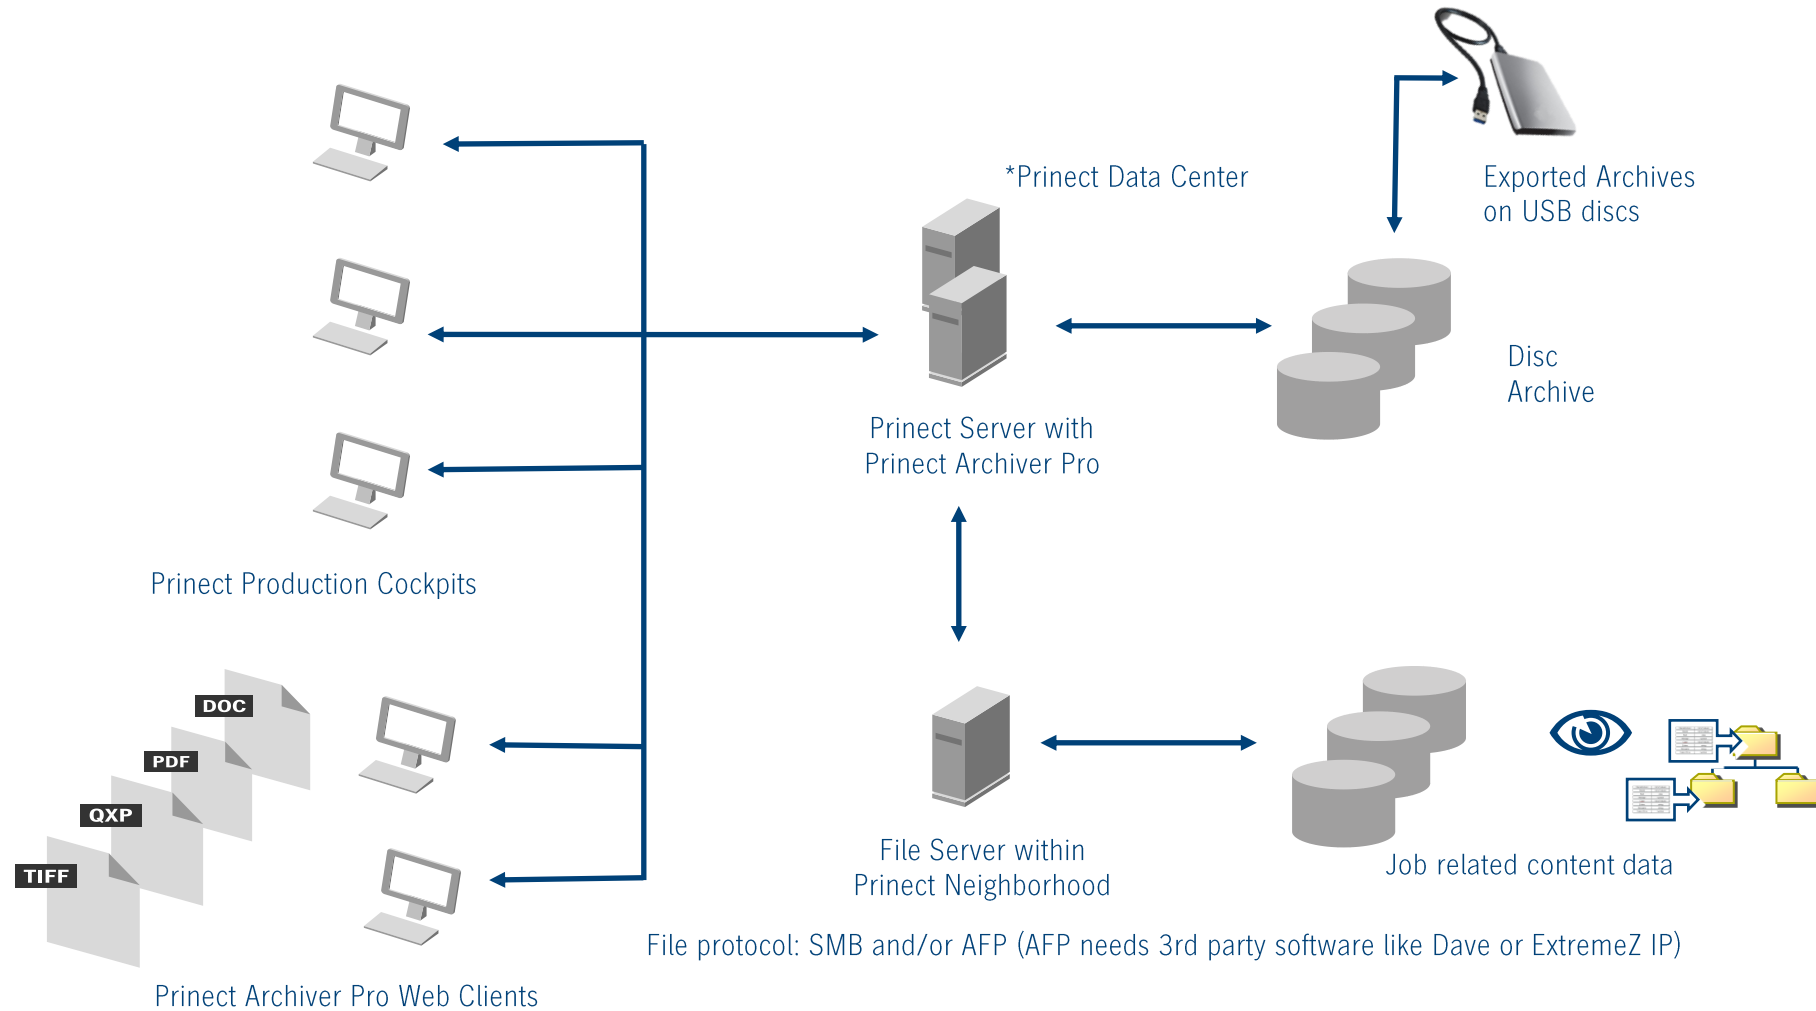 *Prinect Data Center
Exported Archives
on USB discs
Disc
Archive
Prinect Server with
Prinect Archiver Pro
Prinect Production Cockpits
DOC
PDF
QXP
TIFF
File Server within
Prinect Neighborhood
Job related content data
File protocol: SMB and/or AFP (AFP needs 3rd party software like Dave or ExtremeZ IP)
Prinect Archiver Pro Web Clients